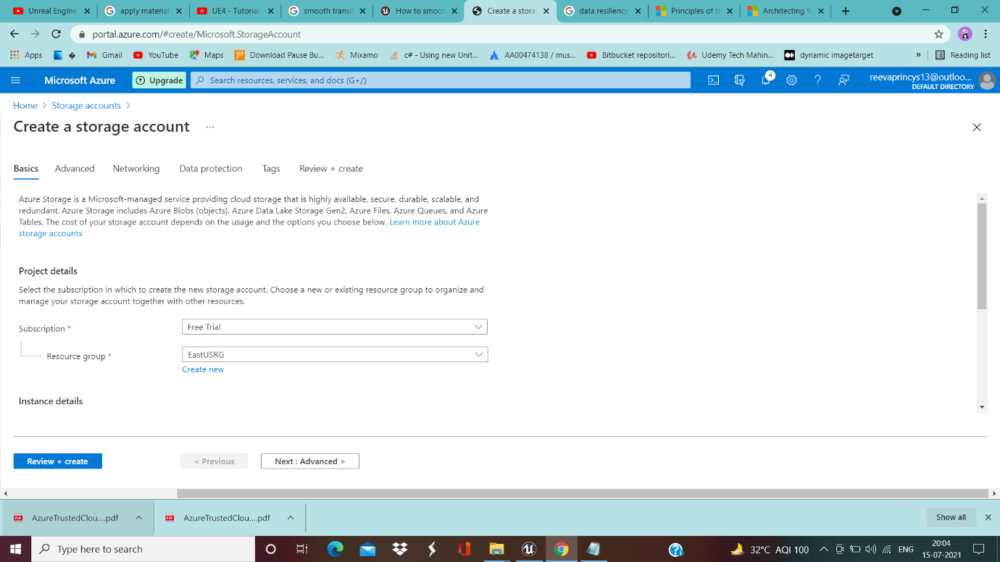 Unreal Engine
apply material
UE4 - Tutorial
smooth transit
How to smoot
Create a storag
data resiliency
Principles of th
Architecting fo
portal.azure.com/#create/Microsoft.StorageAccount
Apps
Gmail
YouTube
Maps
Download Pause Bu...
Mixamo
c# - Using new Unit...
AA00474138 / mus...
Bitbucket repositori...
Udemy Tech Mahin...
dynamic imagetarget
»
Reading list
Microsoft Azure
Upgrade
Search resources, services, and docs (G+/)
4
reevaprincys13@outloo...
DEFAULT DIRECTORY
Home > Storage accounts >
Create a storage account ...
Basics
Advanced
Networking
Data protection
Tags
Review + create
Azure Storage is a Microsoft-managed service providing cloud storage that is highly available, secure, durable, scalable, and
redundant. Azure Storage includes Azure Blobs (objects), Azure Data Lake Storage Gen2, Azure Files, Azure Queues, and Azure
Tables. The cost of your storage account depends on the usage and the options you choose below. Learn more about Azure
storage accounts
Project details
Select the subscription in which to create the new storage account. Choose a new or existing resource group to organize and
manage your storage account together with other resources.
Subscription *
Free Trial
Resource group *
EastUSRG
Create new
Instance details
Review + create
< Previous
Next : Advanced >
AzureTrustedClou....pdf
AzureTrustedClou....pdf
Show all
Type here to search
32°C AQI 100
ENG
20:04
15-07-2021